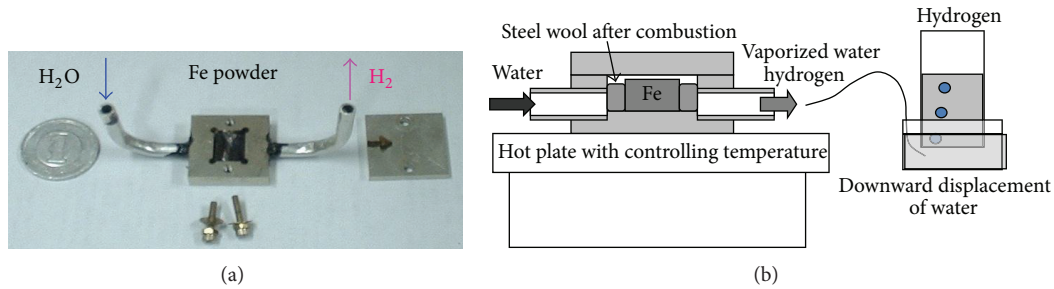 H₂O
Fe powder
H₂
(a)
Steel wool after combustion
Water
Fe
Vaporized water
hydrogen
Hot plate with controlling temperature
Hydrogen
Downward displacement
of water
(b)